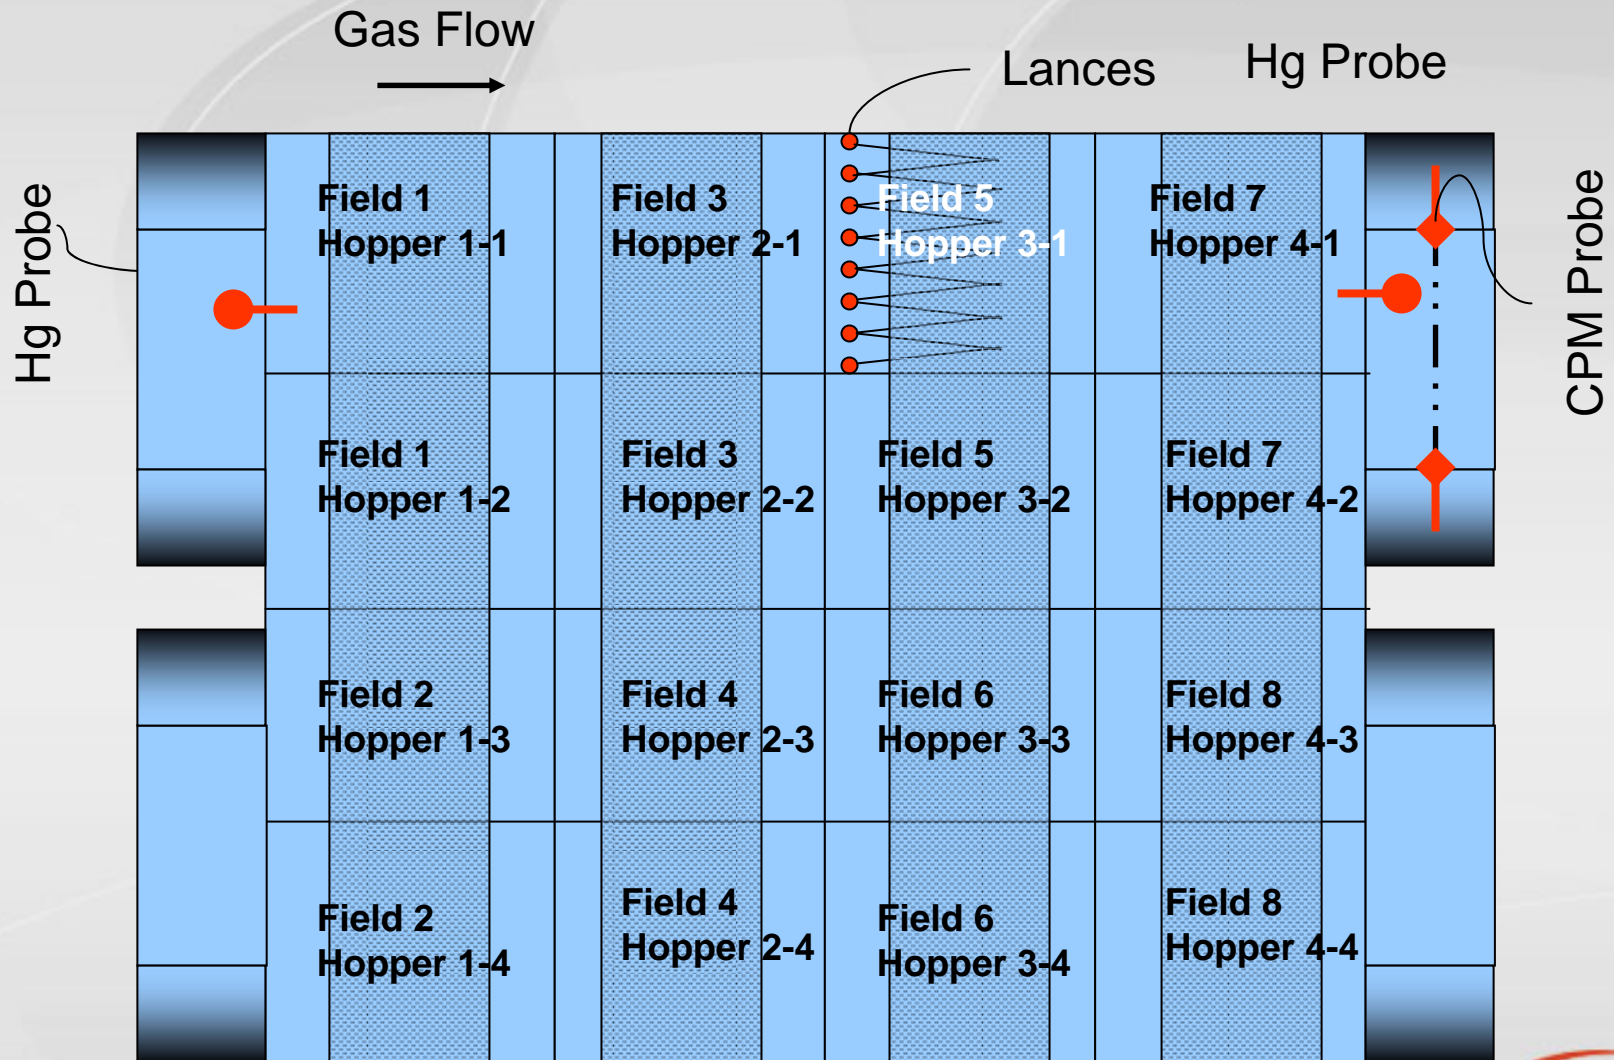 Gas Flow
Lances
Hg Probe
Hg Probe
CPM Probe
Field 1
Hopper 1-1
Field 3
Hopper 2-1
Field 5
Hopper 3-1
Field 7
Hopper 4-1
Field 1
Hopper 1-2
Field 3
Hopper 2-2
Field 5
Hopper 3-2
Field 7
Hopper 4-2
Field 2
Hopper 1-3
Field 4
Hopper 2-3
Field 6
Hopper 3-3
Field 8
Hopper 4-3
Field 2
Hopper 1-4
Field 4
Hopper 2-4
Field 6
Hopper 3-4
Field 8
Hopper 4-4